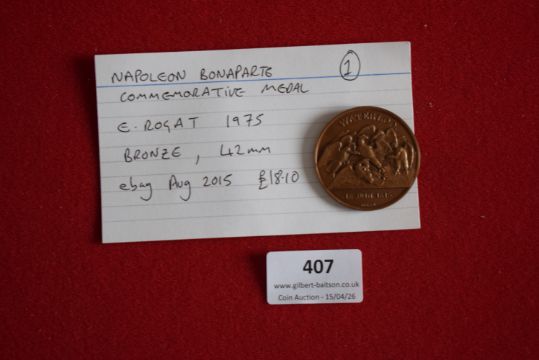 NAPOLEON BONAPARTE
1
COMMEMORATIVE MEDAL
E. ROGAT 1975
BRONZE, 42mm
ebay Aug 2015 £18.10
WATERLOO
407
www.gilbert-baitson.co.uk
Coin Auction - 15/04/26